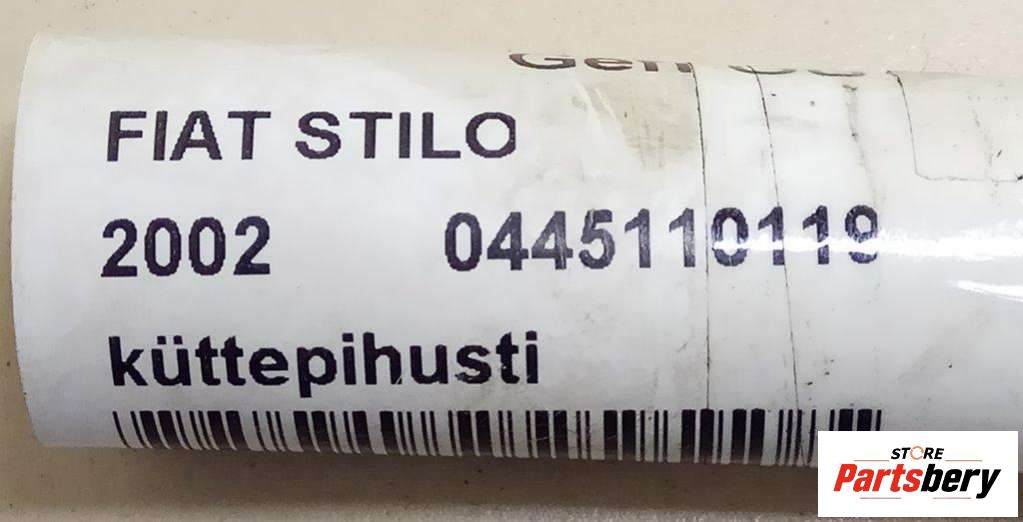 FIAT STILO
2002 0445110119
küttepihusti
STORE
Partsbery